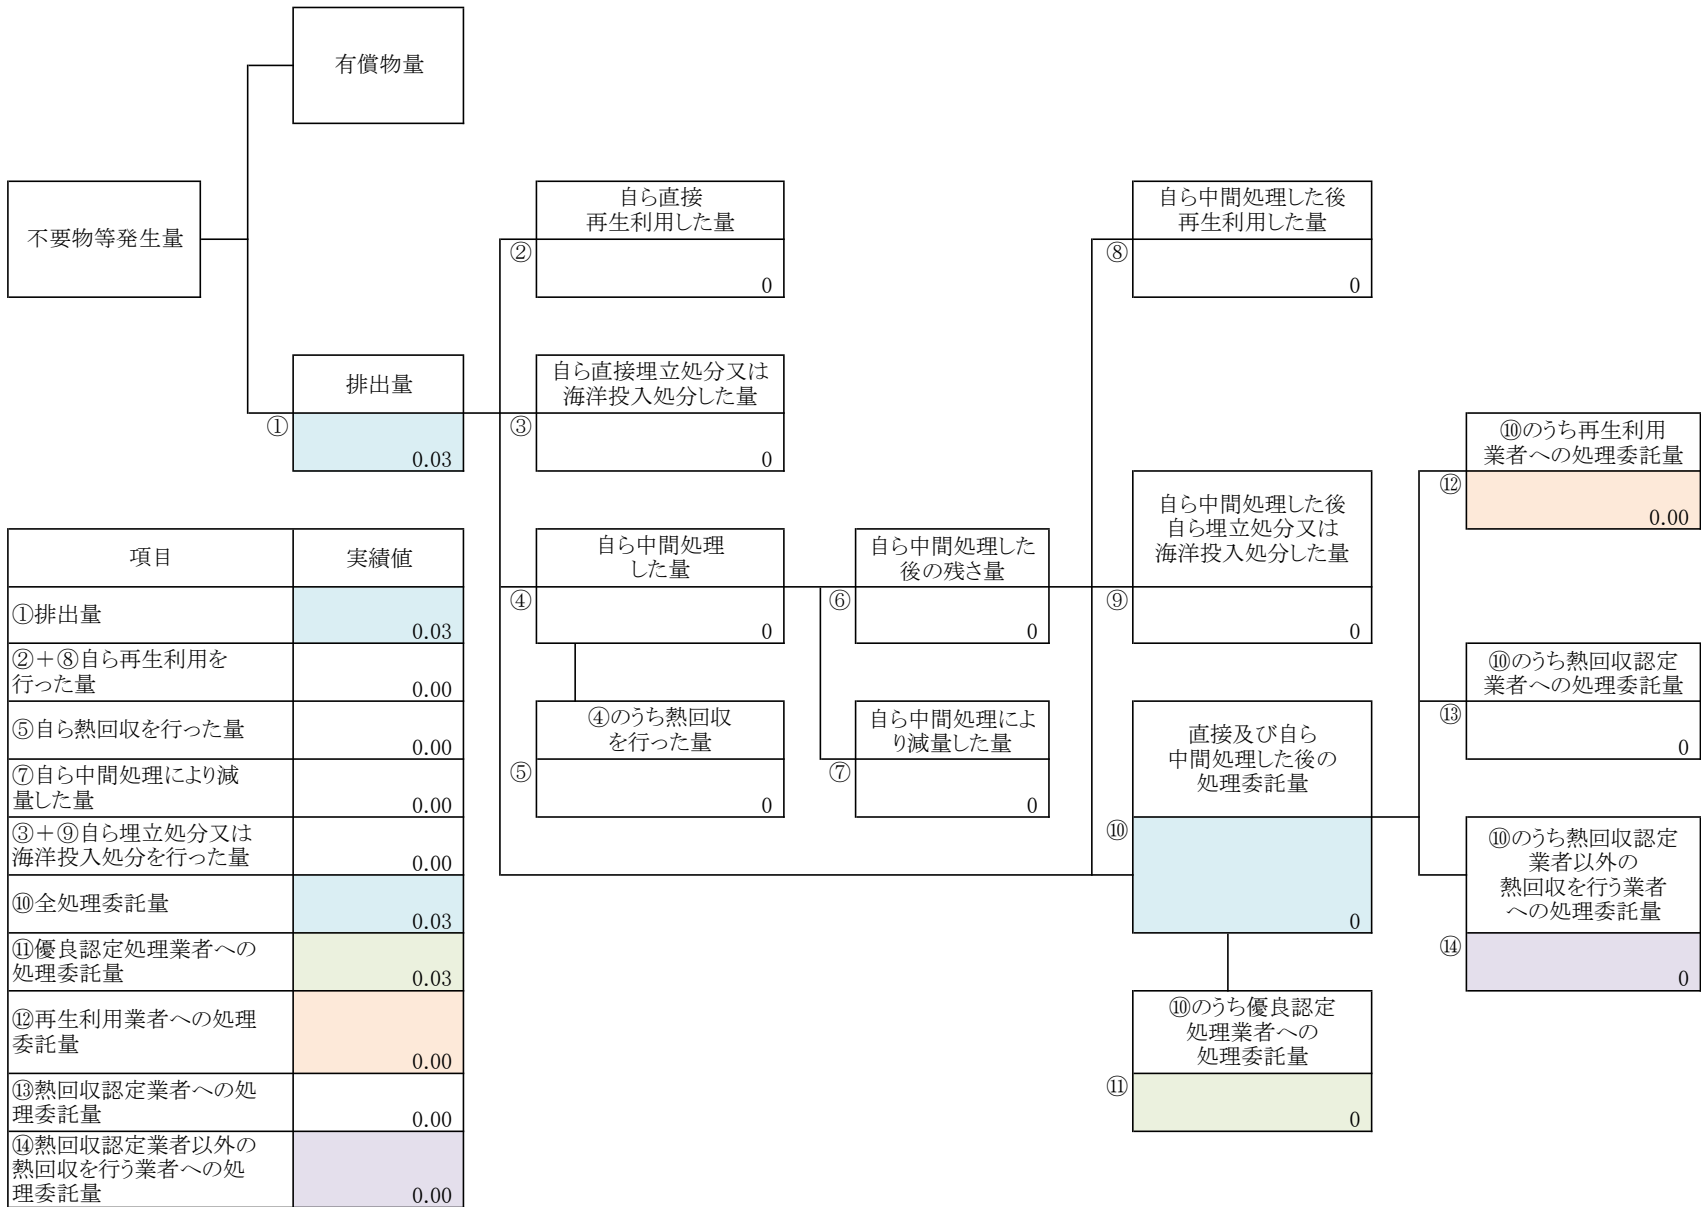 有償物量
不要物等発生量
自ら直接
再生利用した量
②
0
自ら中間処理した後
再生利用した量
⑧
0
排出量
①
0.03
自ら直接埋立処分又は
海洋投入処分した量
③
0
⑩のうち再生利用
業者への処理委託量
⑫
0.00
自ら中間処理
した量
④
0
自ら中間処理した
後の残さ量
⑥
0
自ら中間処理した後
自ら埋立処分又は
海洋投入処分した量
⑨
0
⑩のうち熱回収認定
業者への処理委託量
⑬
0
④のうち熱回収
を行った量
⑤
0
自ら中間処理によ
り減量した量
⑦
0
直接及び自ら
中間処理した後の
処理委託量
⑩
0
⑩のうち熱回収認定
業者以外の
熱回収を行う業者
への処理委託量
⑭
0
⑩のうち優良認定
処理業者への
処理委託量
⑪
0
項目 実績値
①排出量
0.03
②＋⑧自ら再生利用を
行った量
0.00
⑤自ら熱回収を行った量
0.00
⑦自ら中間処理により減
量した量
0.00
③＋⑨自ら埋立処分又は
海洋投入処分を行った量
0.00
⑩全処理委託量
0.03
⑪優良認定処理業者への
処理委託量
0.03
⑫再生利用業者への処理
委託量
0.00
⑬熱回収認定業者への処
理委託量
0.00
⑭熱回収認定業者以外の
熱回収を行う業者への処
理委託量
0.00